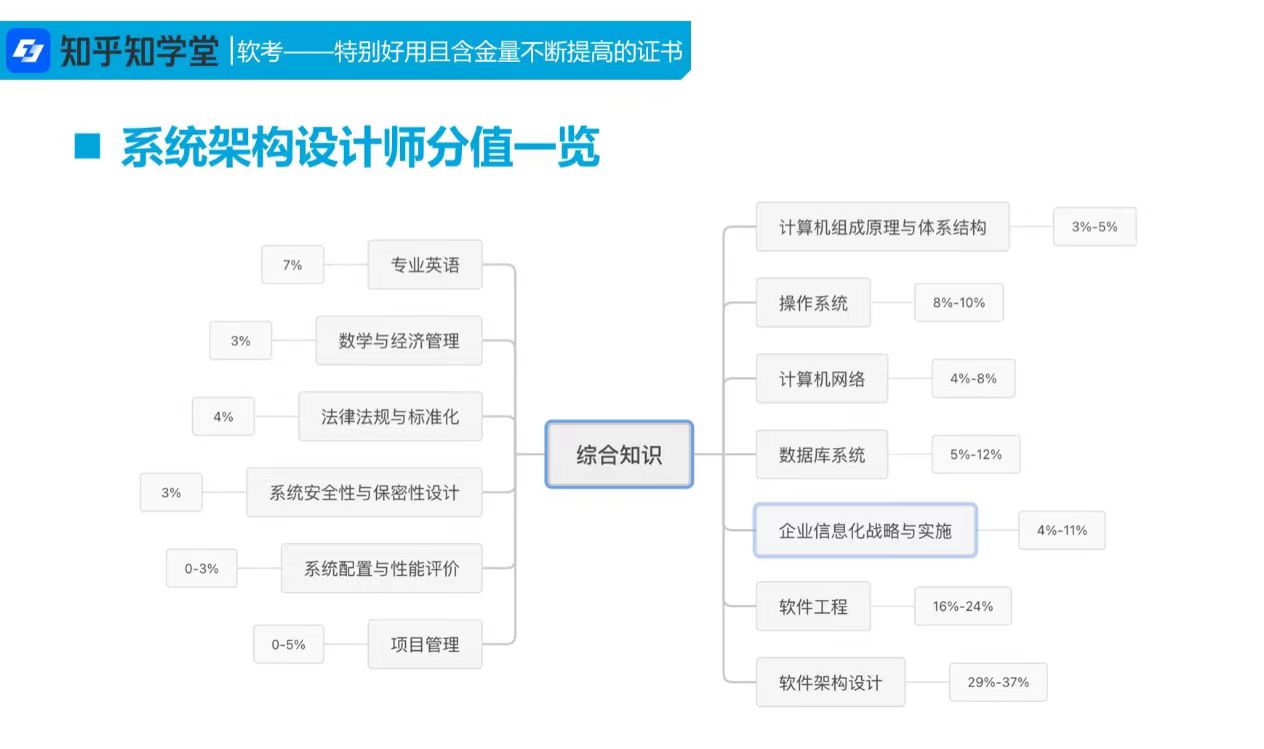 知乎知学堂 | 软考——特别好用且含金量不断提高的证书
系统架构设计师分值一览
7% 专业英语
3% 数学与经济管理
4% 法律法规与标准化
3% 系统安全性与保密性设计
0-3% 系统配置与性能评价
0-5% 项目管理
综合知识
计算机组成原理与体系结构 3%-5%
操作系统 8%-10%
计算机网络 4%-8%
数据库系统 5%-12%
企业信息化战略与实施 4%-11%
软件工程 16%-24%
软件架构设计 29%-37%